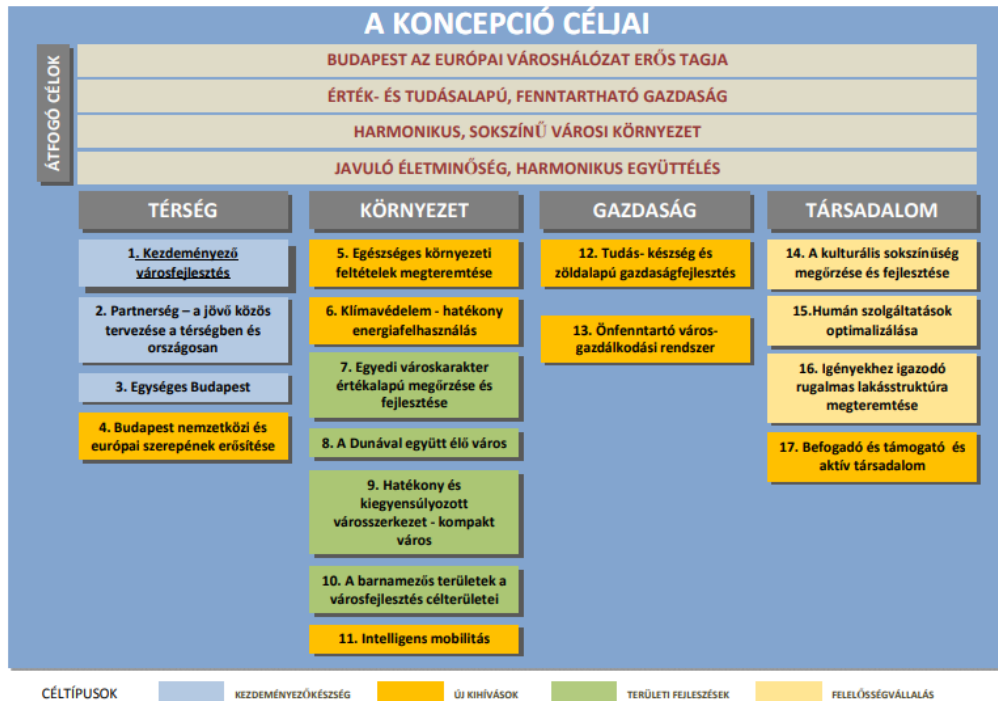 A KONCEPCIÓ CÉLJAI
ÁTFOGÓ CÉLOK
BUDAPEST AZ EURÓPAI VÁROSHÁLÓZAT ERŐS TAGJA
ÉRTÉK- ÉS TUDÁSALAPÚ, FENNTARTHATÓ GAZDASÁG
HARMONIKUS, SOKSZÍNŰ VÁROSI KÖRNYEZET
JAVULÓ ÉLETMINŐSÉG, HARMONIKUS EGYÜTTÉLÉS
TÉRSÉG
1. Kezdeményező
városfejlesztés
2. Partnerség – a jövő közös
tervezése a térségben és
országosan
3. Egységes Budapest
4. Budapest nemzetközi és
európai szerepének erősítése
KÖRNYEZET
5. Egészséges környezeti
feltételek megteremtése
6. Klímavédelem - hatékony
energiafelhasználás
7. Egyedi városkarakter
értékalapú megőrzése és
fejlesztése
8. A Dunával együtt élő város
9. Hatékony és
kiegyensúlyozott
városszerkezet - kompakt
város
10. A barnamezős területek a
városfejlesztés célterületei
11. Intelligens mobilitás
GAZDASÁG
12. Tudás- készség és
zöldalapú gazdaságfejlesztés
13. Önfenntartó város-
gazdálkodási rendszer
TÁRSADALOM
14. A kulturális sokszínűség
megőrzése és fejlesztése
15.Humán szolgáltatások
optimalizálása
16. Igényekhez igazodó
rugalmas lakásstruktúra
megteremtése
17. Befogadó és támogató és
aktív társadalom
CÉLTÍPUSOK
KEZDEMÉNYEZŐKÉSZSÉG
ÚJ KIHÍVÁSOK
TERÜLETI FEJLESZÉSEK
FELELŐSSÉGVÁLLALÁS